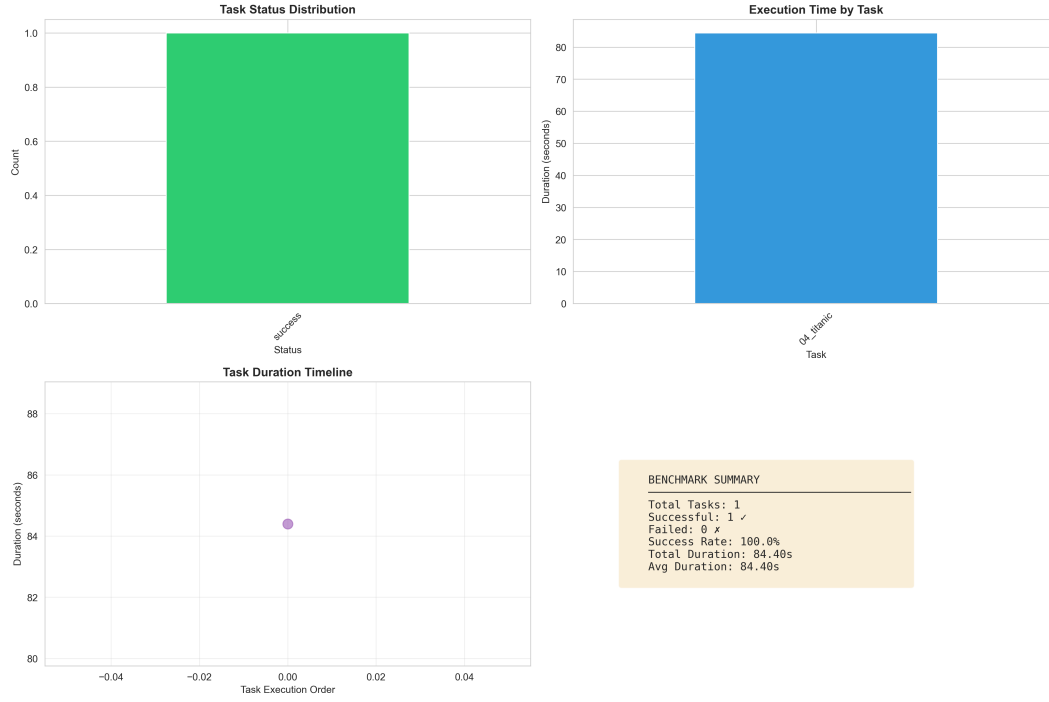 Task Status Distribution
1.0
0.8
0.6
0.4
0.2
0.0
Count
success
Status
Execution Time by Task
80
70
60
50
40
30
20
10
0
Duration (seconds)
04_titanic
Task
Task Duration Timeline
88
86
84
82
80
Duration (seconds)
−0.04 −0.02 0.00 0.02 0.04
Task Execution Order
BENCHMARK SUMMARY
Total Tasks: 1
Successful: 1 ✓
Failed: 0 ✗
Success Rate: 100.0%
Total Duration: 84.40s
Avg Duration: 84.40s